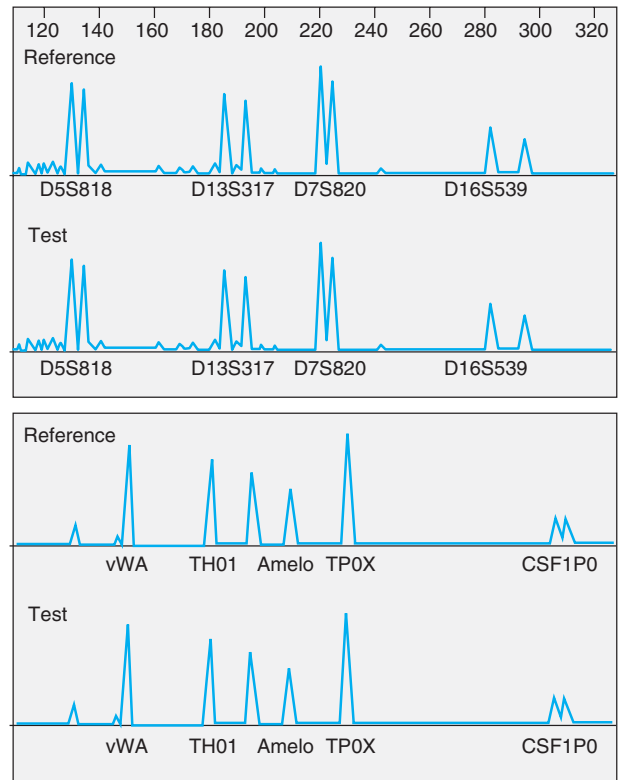 120 140 160 180 200 220 240 260 280 300 320
Reference
D5S818 D13S317 D7S820 D16S539
Test
D5S818 D13S317 D7S820 D16S539
Reference
vWA TH01 Amelo TP0X CSF1P0
Test
vWA TH01 Amelo TP0X CSF1P0